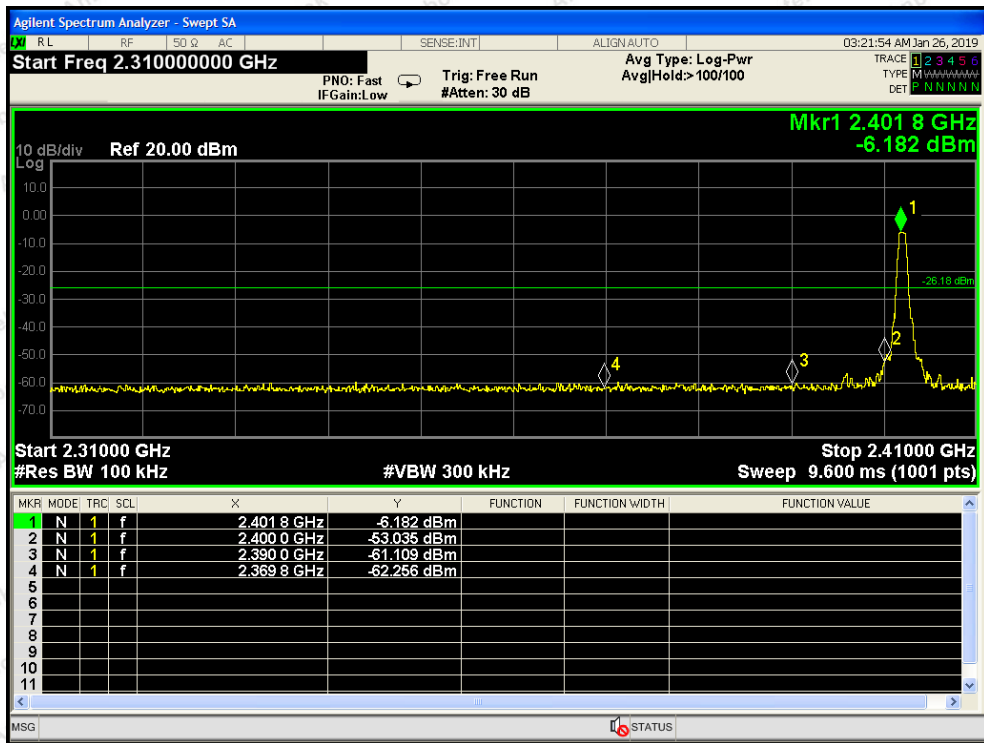 Agilent Spectrum Analyzer - Swept SA
LXI RL RF 50 Ω AC SENSE:INT ALIGN AUTO 03:21:54 AM Jan 26, 2019
Start Freq 2.310000000 GHz
PNO: Fast
IFGain:Low
Trig: Free Run
#Atten: 30 dB
Avg Type: Log-Pwr
Avg|Hold:>100/100
TRACE 1 2 3 4 5 6
TYPE M WWWWW
DET P N N N N N
Mkr1 2.401 8 GHz
-6.182 dBm
10 dB/div Ref 20.00 dBm
Log
10.0
0.00
-10.0
-20.0
-30.0
-40.0
-50.0
-60.0
-70.0
1
-26.18 dBm
2
3
4
Start 2.31000 GHz Stop 2.41000 GHz
#Res BW 100 kHz #VBW 300 kHz Sweep 9.600 ms (1001 pts)
MKR MODE TRC SCL X Y FUNCTION FUNCTION WIDTH FUNCTION VALUE
1 N 1 f 2.401 8 GHz -6.182 dBm
2 N 1 f 2.400 0 GHz -53.035 dBm
3 N 1 f 2.390 0 GHz -61.109 dBm
4 N 1 f 2.369 8 GHz -62.256 dBm
5
6
7
8
9
10
11
MSG STATUS